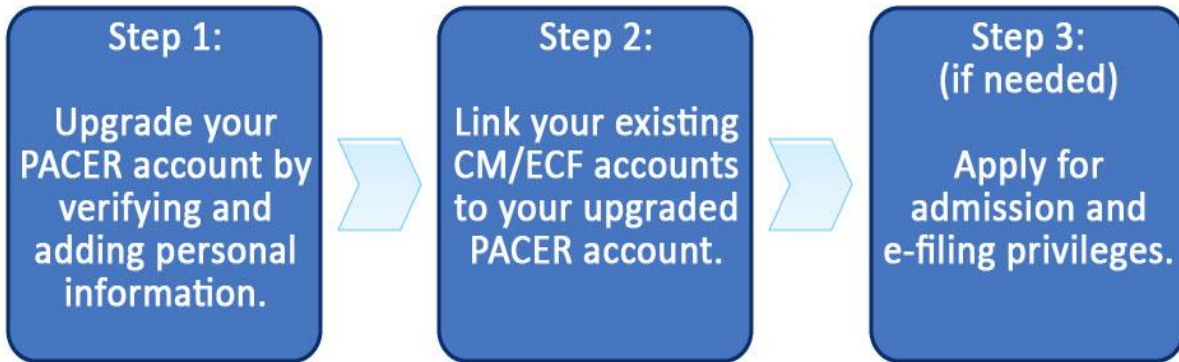 Step 1:
Upgrade your
PACER account by
verifying and
adding personal
information.
Step 2:
Link your existing
CM/ECF accounts
to your upgraded
PACER account.
Step 3:
(if needed)
Apply for
admission and
e-filing privileges.